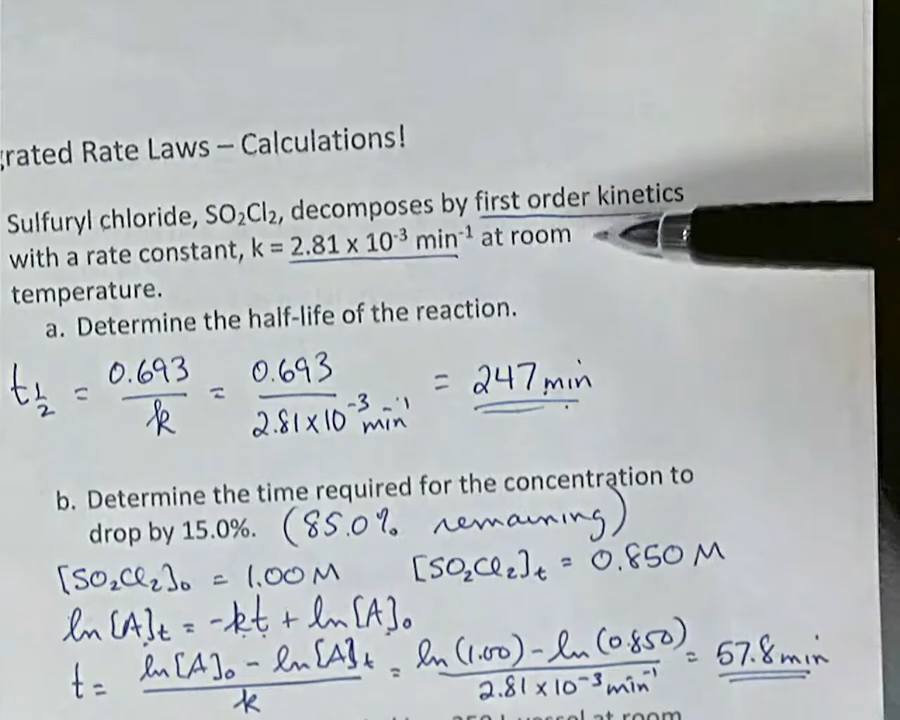 grated Rate Laws – Calculations!
Sulfuryl chloride, SO₂Cl₂, decomposes by first order kinetics
with a rate constant, k = 2.81 x 10⁻³ min⁻¹ at room
temperature.
a. Determine the half-life of the reaction.
t½ = 0.693/k = 0.693/2.81x10⁻³ min⁻¹ = 247 min
b. Determine the time required for the concentration to
drop by 15.0%. (85.0% remaining)
[SO₂Cl₂]₀ = 1.00 M [SO₂Cl₂]ₜ = 0.850 M
ln [A]ₜ = -kt + ln [A]₀
t = ln [A]₀ - ln [A]ₜ / k = ln (1.00) - ln (0.850) / 2.81 x 10⁻³ min⁻¹ = 57.8 min
vessel at room